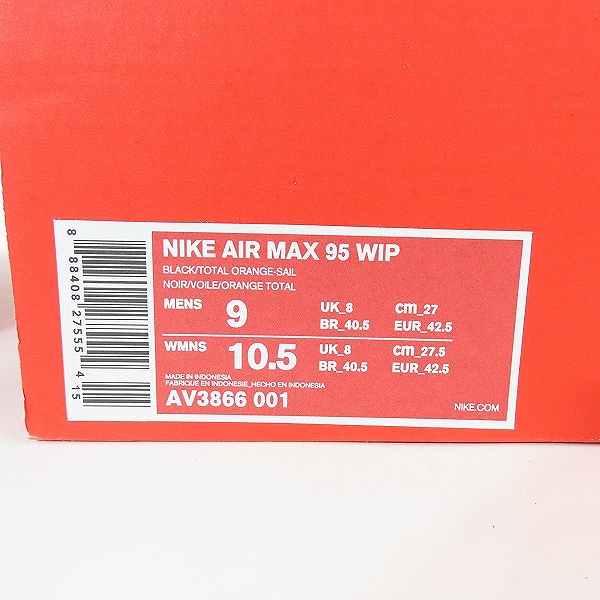 NIKE AIR MAX 95 WIP
BLACK/TOTAL ORANGE-SAIL
NOIR/VOILE/ORANGE TOTAL
MENS 9 UK_8 cm_27
BR_40.5 EUR_42.5
WMNS 10.5 UK_8 cm_27.5
BR_40.5 EUR_42.5
MADE IN INDONESIA
FABRIQUE EN INDONESIE_HECHO EN INDONESIA
AV3866 001
NIKE.COM
8 88408 27555 4 15